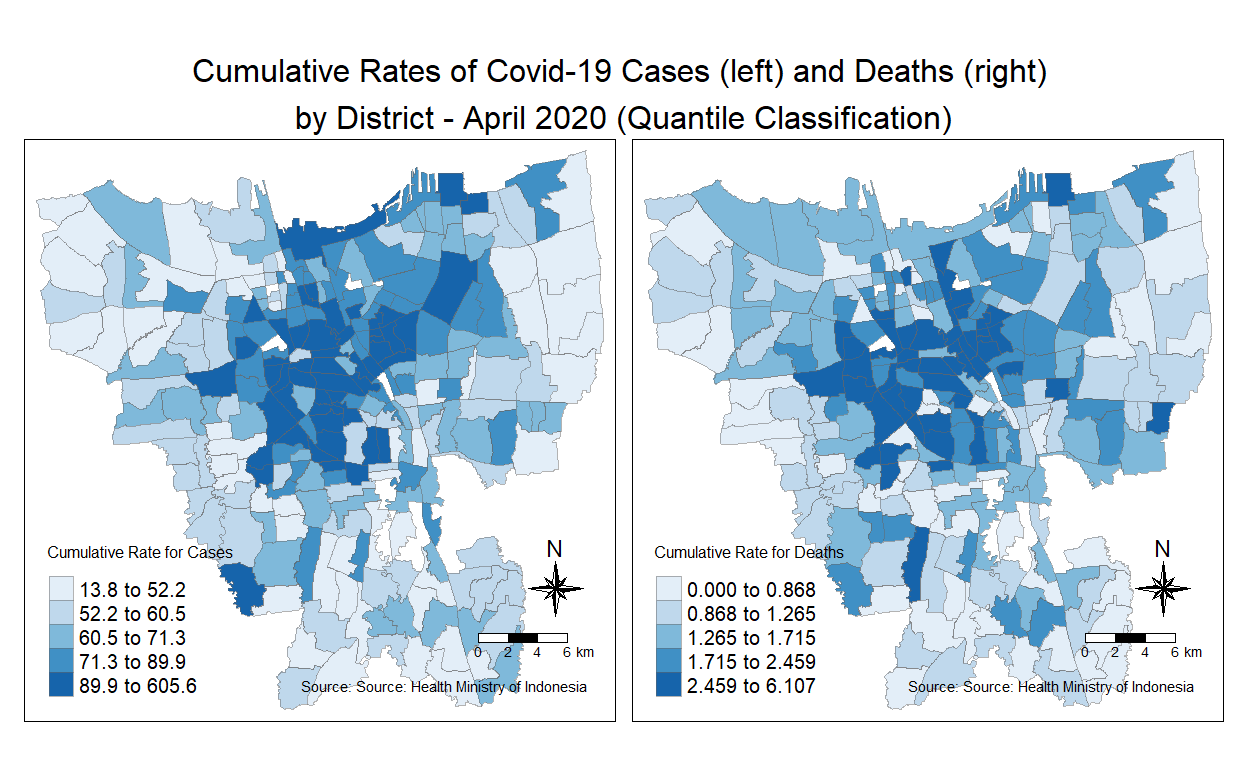 Cumulative Rates of Covid-19 Cases (left) and Deaths (right)
by District - April 2020 (Quantile Classification)
Cumulative Rate for Cases
13.8 to 52.2
52.2 to 60.5
60.5 to 71.3
71.3 to 89.9
89.9 to 605.6
N
0 2 4 6 km
Source: Source: Health Ministry of Indonesia
Cumulative Rate for Deaths
0.000 to 0.868
0.868 to 1.265
1.265 to 1.715
1.715 to 2.459
2.459 to 6.107
N
0 2 4 6 km
Source: Source: Health Ministry of Indonesia